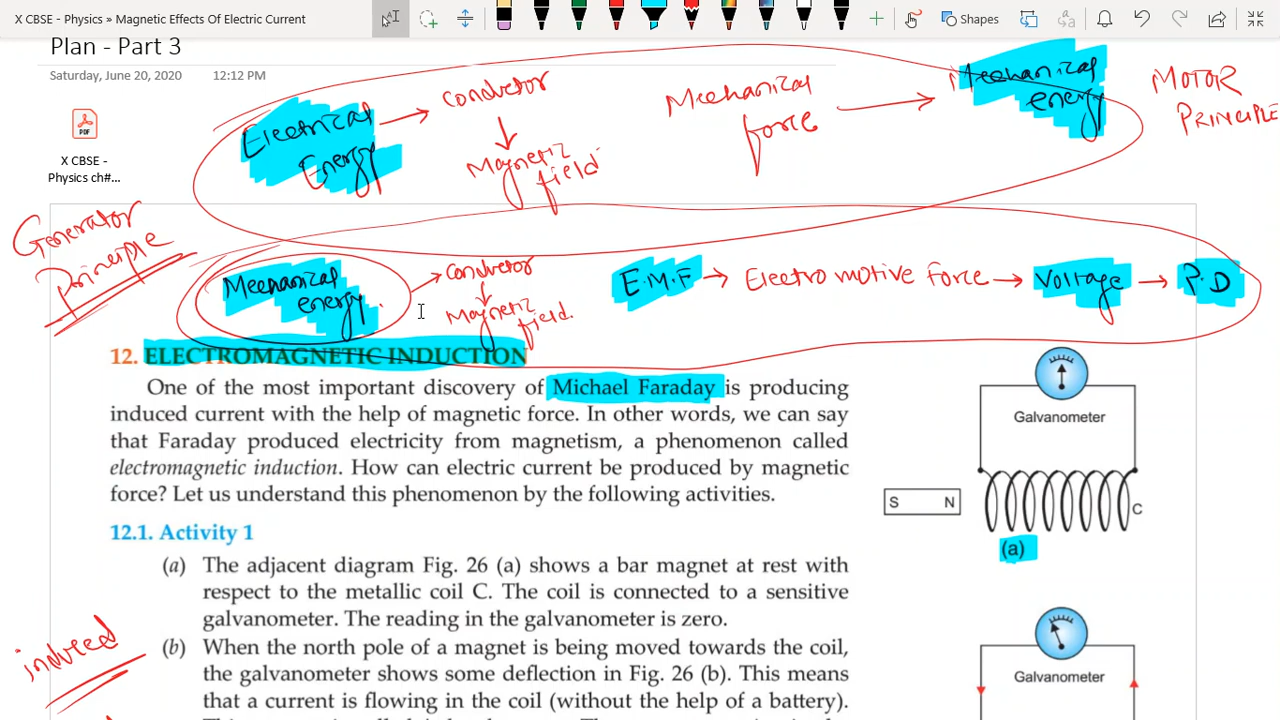 X CBSE - Physics » Magnetic Effects Of Electric Current
Shapes
Plan - Part 3
Saturday, June 20, 2020 12:12 PM
PDF
X CBSE -
Physics ch#...
Electrical
Energy
Conductor
Magnetic
field
Mechanical
force
Mechanical
energy
MOTOR
PRINCIPLE
Generator
Principle
Mechanical
energy
Conductor
Magnetic
field.
E.M.F → Electro motive force → Voltage → P.D
12. ELECTROMAGNETIC INDUCTION
One of the most important discovery of Michael Faraday is producing
induced current with the help of magnetic force. In other words, we can say
that Faraday produced electricity from magnetism, a phenomenon called
electromagnetic induction. How can electric current be produced by magnetic
force? Let us understand this phenomenon by the following activities.
12.1. Activity 1
(a) The adjacent diagram Fig. 26 (a) shows a bar magnet at rest with
respect to the metallic coil C. The coil is connected to a sensitive
galvanometer. The reading in the galvanometer is zero.
(b) When the north pole of a magnet is being moved towards the coil,
the galvanometer shows some deflection in Fig. 26 (b). This means
that a current is flowing in the coil (without the help of a battery).
Galvanometer
S N
C
(a)
Galvanometer